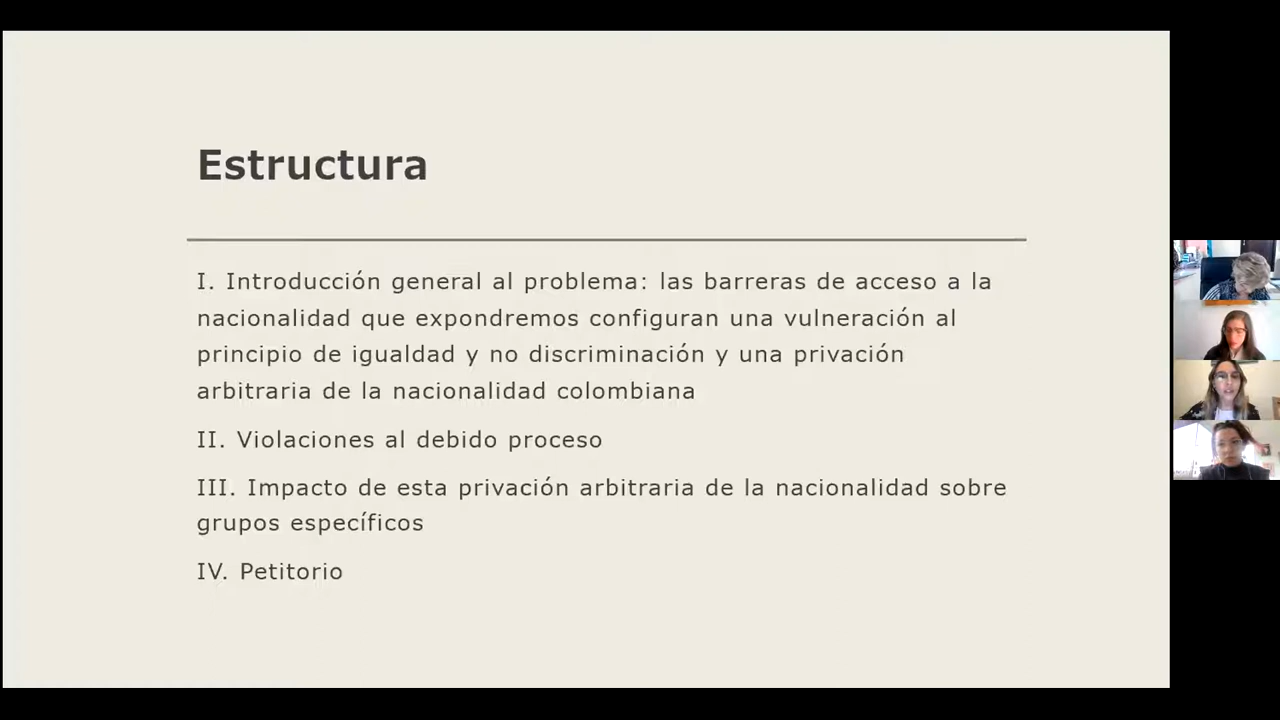 Estructura
I. Introducción general al problema: las barreras de acceso a la
nacionalidad que expondremos configuran una vulneración al
principio de igualdad y no discriminación y una privación
arbitraria de la nacionalidad colombiana
II. Violaciones al debido proceso
III. Impacto de esta privación arbitraria de la nacionalidad sobre
grupos específicos
IV. Petitorio